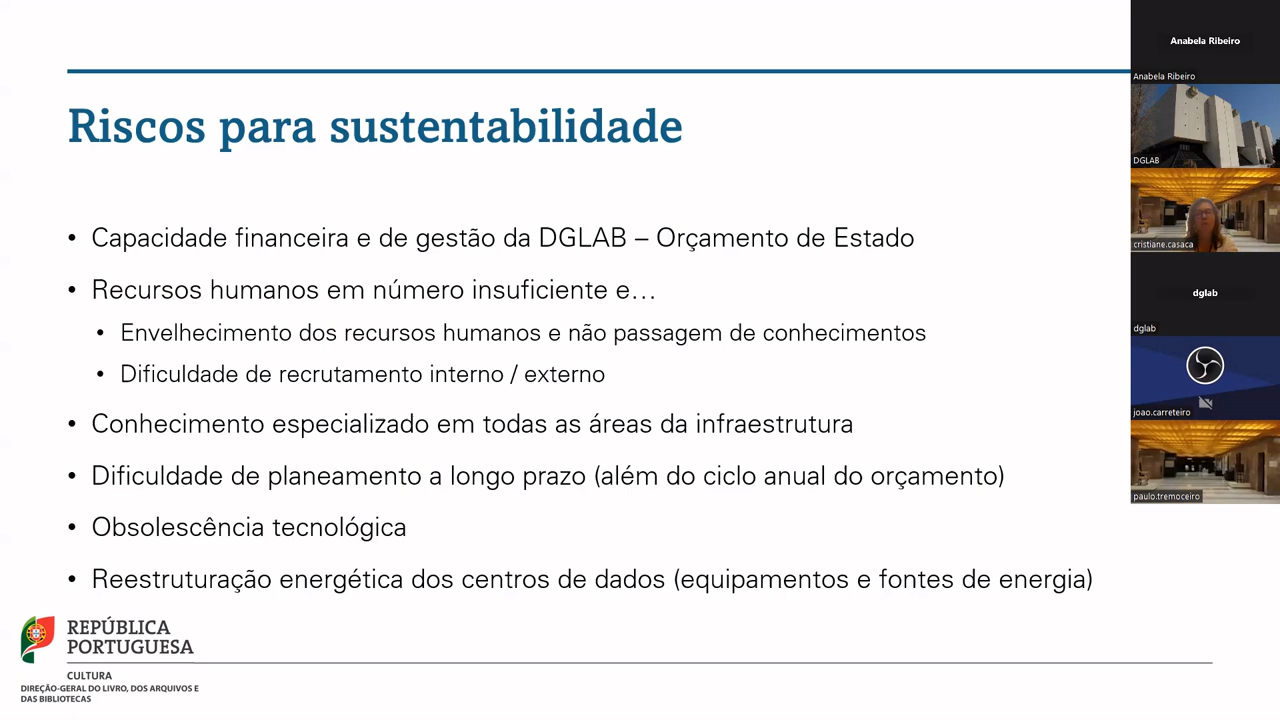 Riscos para sustentabilidade
• Capacidade financeira e de gestão da DGLAB – Orçamento de Estado
• Recursos humanos em número insuficiente e…
• Envelhecimento dos recursos humanos e não passagem de conhecimentos
• Dificuldade de recrutamento interno / externo
• Conhecimento especializado em todas as áreas da infraestrutura
• Dificuldade de planeamento a longo prazo (além do ciclo anual do orçamento)
• Obsolescência tecnológica
• Reestruturação energética dos centros de dados (equipamentos e fontes de energia)
REPÚBLICA
PORTUGUESA
CULTURA
DIREÇÃO-GERAL DO LIVRO, DOS ARQUIVOS E
DAS BIBLIOTECAS
Anabela Ribeiro
Anabela Ribeiro
DGLAB
cristiane.casaca
dglab
dglab
joao.carreteiro
paulo.tremoceiro